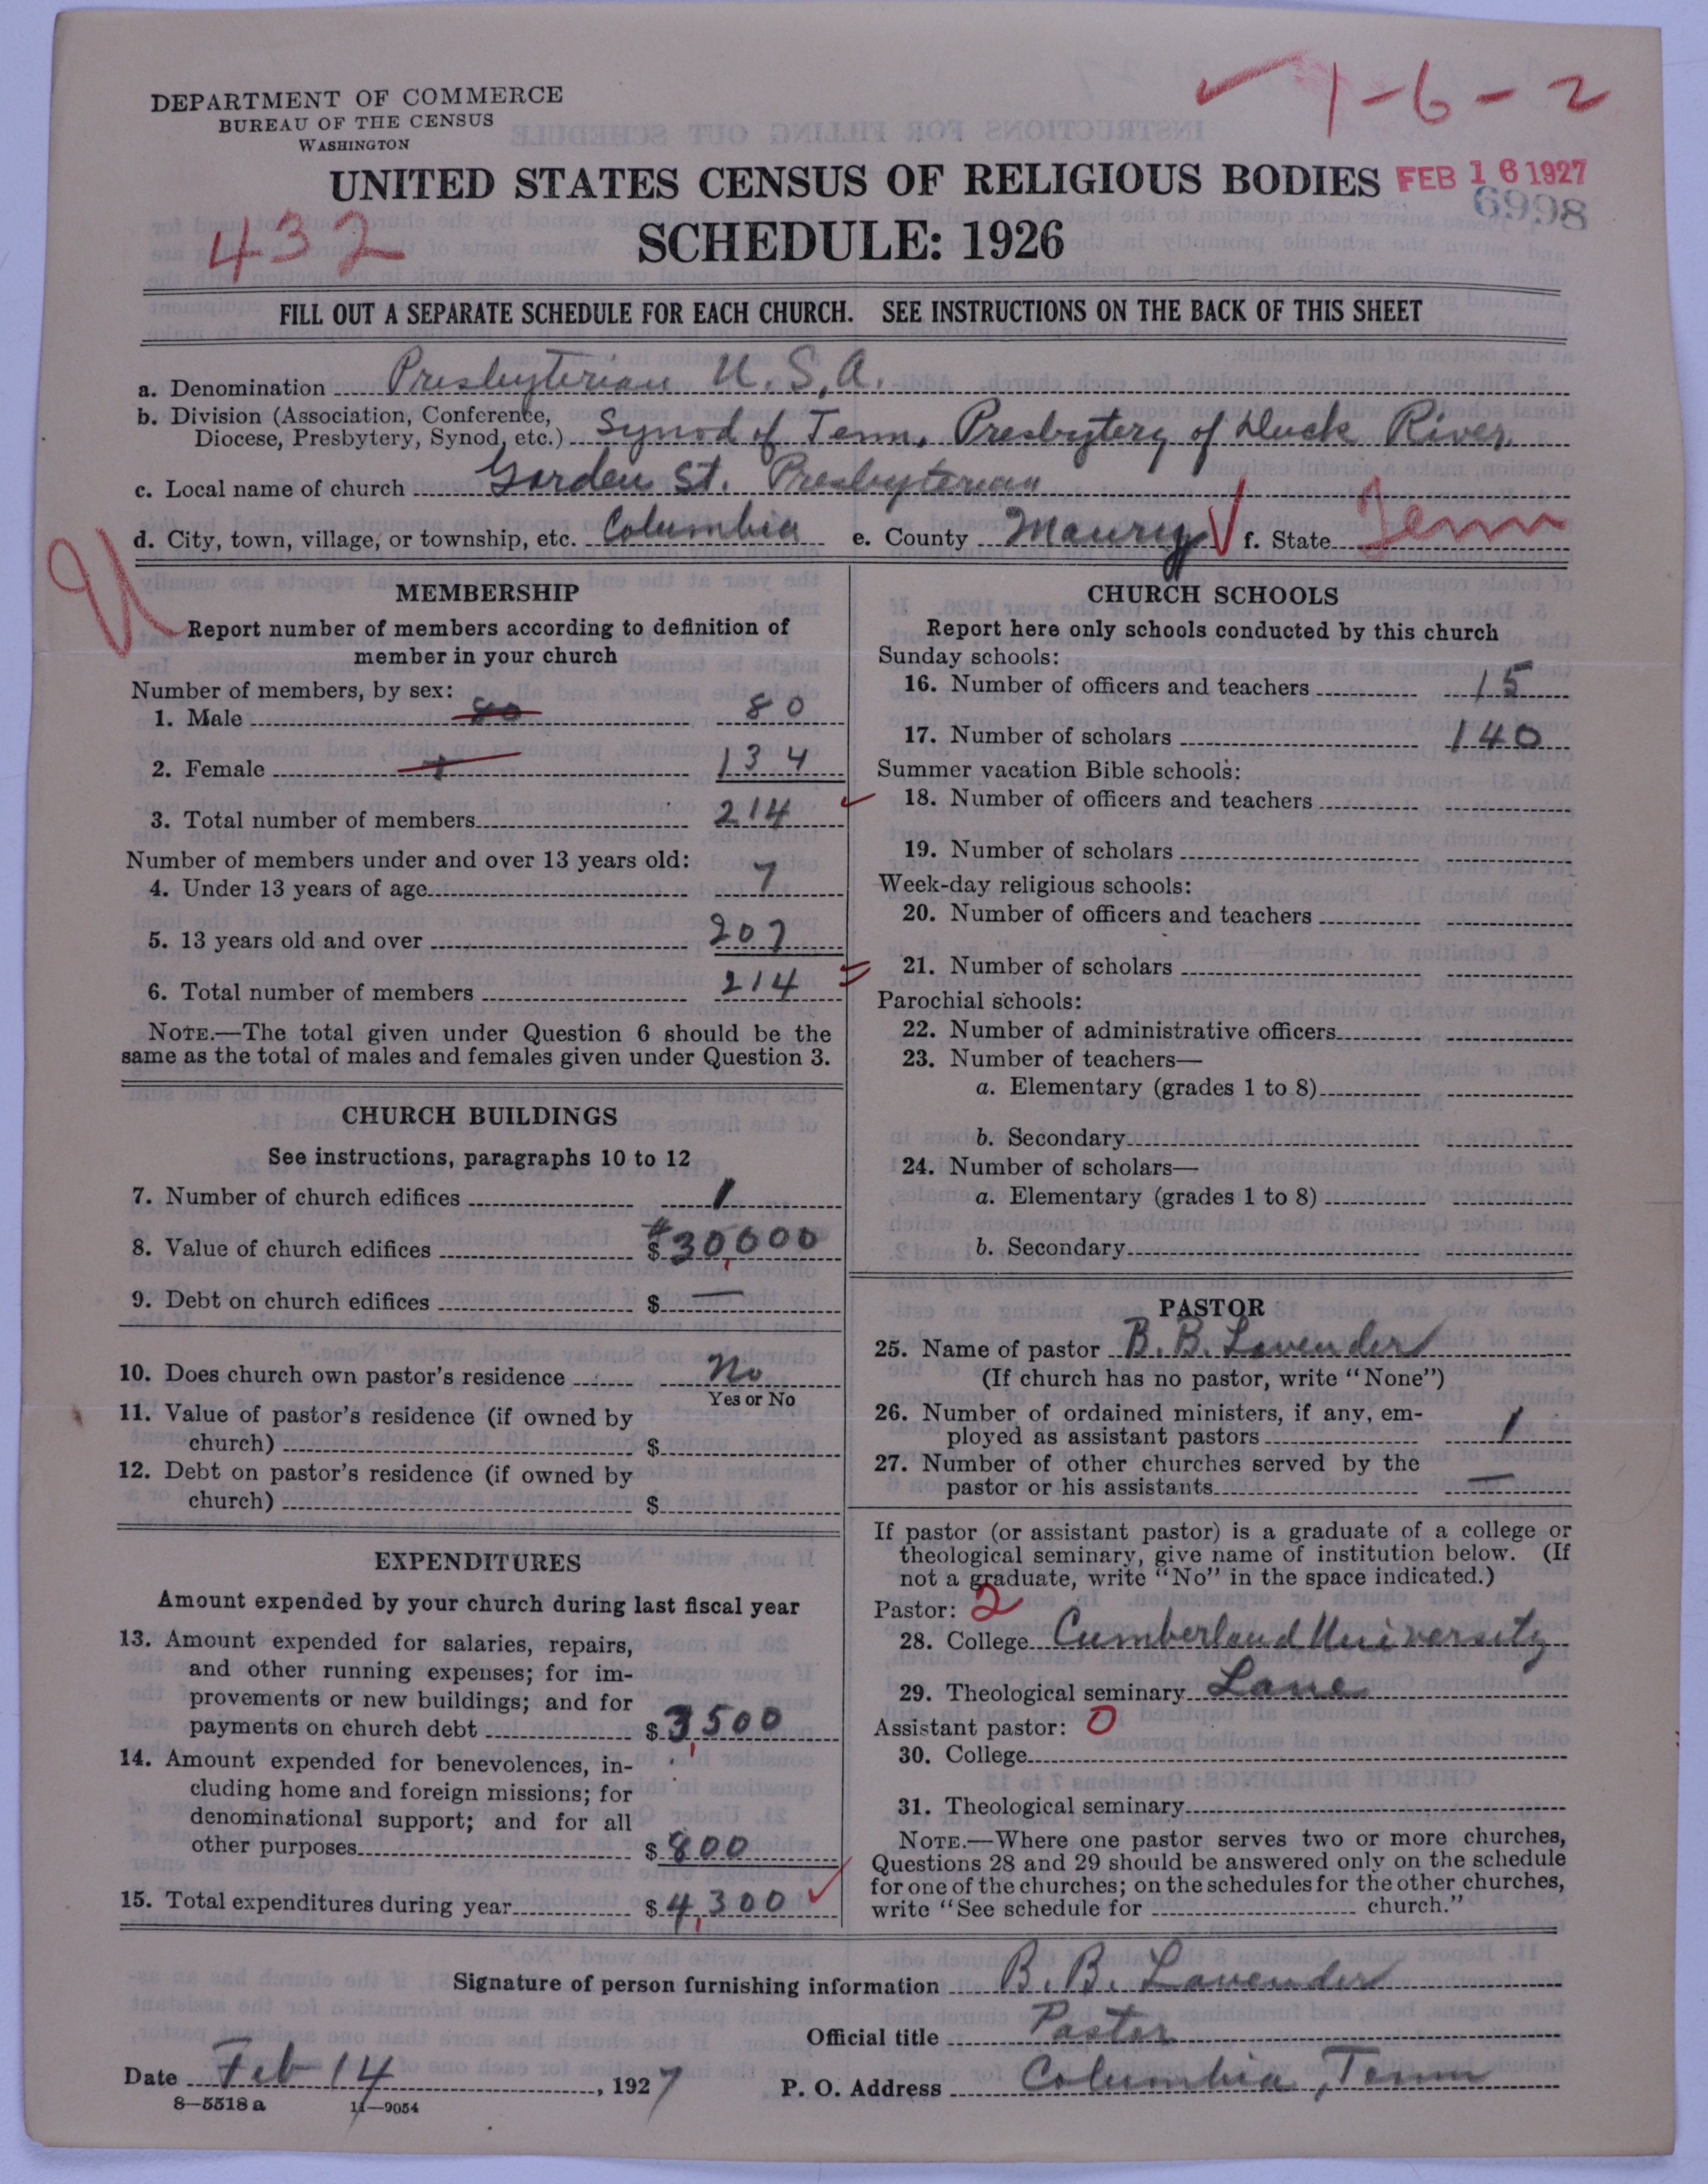 DEPARTMENT OF COMMERCE
BUREAU OF THE CENSUS
WASHINGTON
1-6-2
UNITED STATES CENSUS OF RELIGIOUS BODIES
FEB 16 1927
6998
432
SCHEDULE: 1926
FILL OUT A SEPARATE SCHEDULE FOR EACH CHURCH. SEE INSTRUCTIONS ON THE BACK OF THIS SHEET
a. Denomination Presbyterian U.S.A.
b. Division (Association, Conference,
Diocese, Presbytery, Synod, etc.) Synod of Tenn. Presbytery of Duck River
c. Local name of church Garden St. Presbyterian
d. City, town, village, or township, etc. Columbia e. County Maury f. State Tenn
U
MEMBERSHIP
Report number of members according to definition of
member in your church
Number of members, by sex:
1. Male 80 80
2. Female 134
3. Total number of members 214
Number of members under and over 13 years old:
4. Under 13 years of age 7
5. 13 years old and over 207
6. Total number of members 214
NOTE.—The total given under Question 6 should be the
same as the total of males and females given under Question 3.
CHURCH BUILDINGS
See instructions, paragraphs 10 to 12
7. Number of church edifices 1
8. Value of church edifices $30,000
9. Debt on church edifices $ —
10. Does church own pastor's residence No
Yes or No
11. Value of pastor's residence (if owned by
church) $
12. Debt on pastor's residence (if owned by
church) $
EXPENDITURES
Amount expended by your church during last fiscal year
13. Amount expended for salaries, repairs,
and other running expenses; for im-
provements or new buildings; and for
payments on church debt $3,500
14. Amount expended for benevolences, in-
cluding home and foreign missions; for
denominational support; and for all
other purposes $800
15. Total expenditures during year $4,300
CHURCH SCHOOLS
Report here only schools conducted by this church
Sunday schools:
16. Number of officers and teachers 15
17. Number of scholars 140
Summer vacation Bible schools:
18. Number of officers and teachers
19. Number of scholars
Week-day religious schools:
20. Number of officers and teachers
21. Number of scholars
Parochial schools:
22. Number of administrative officers
23. Number of teachers—
a. Elementary (grades 1 to 8)
b. Secondary
24. Number of scholars—
a. Elementary (grades 1 to 8)
b. Secondary
PASTOR
25. Name of pastor B. B. Lavender
(If church has no pastor, write "None")
26. Number of ordained ministers, if any, em-
ployed as assistant pastors 1
27. Number of other churches served by the
pastor or his assistants —
If pastor (or assistant pastor) is a graduate of a college or
theological seminary, give name of institution below. (If
not a graduate, write "No" in the space indicated.)
Pastor: 2
28. College Cumberland University
29. Theological seminary Lane
Assistant pastor: 0
30. College
31. Theological seminary
NOTE.—Where one pastor serves two or more churches,
Questions 28 and 29 should be answered only on the schedule
for one of the churches; on the schedules for the other churches,
write "See schedule for church."
Signature of person furnishing information B. B. Lavender
Official title Pastor
Date Feb 14, 1927 P. O. Address Columbia, Tenn
8—5518 a 11—9054